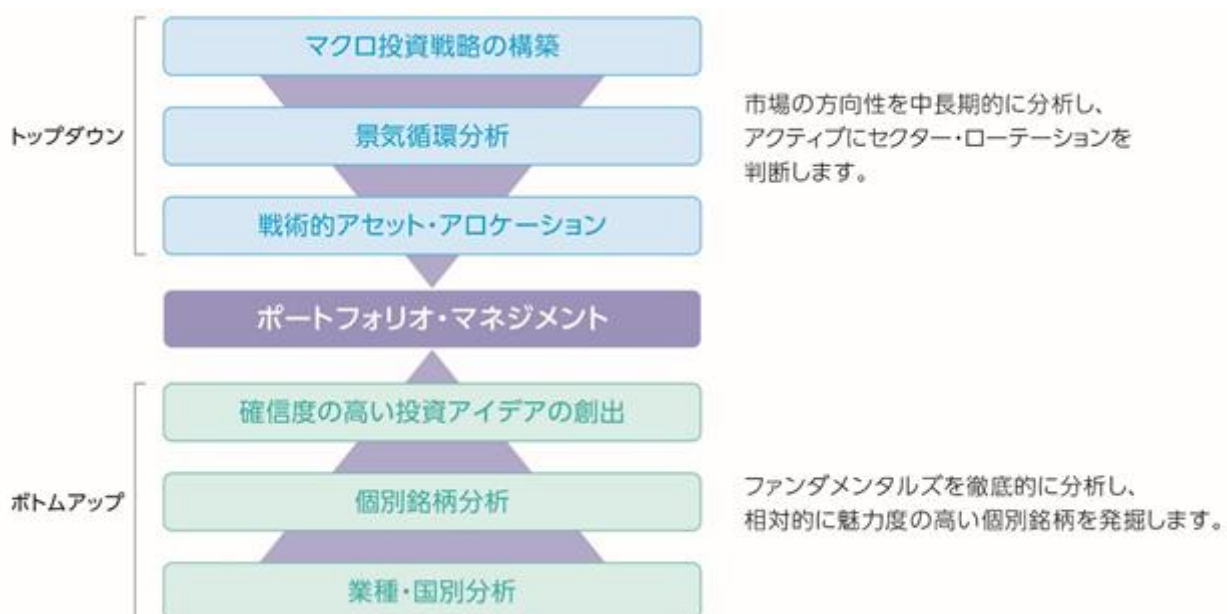 マクロ投資戦略の構築
トップダウン
景気循環分析
戦術的アセット・アロケーション
市場の方向性を中長期的に分析し、
アクティブにセクター・ローテーションを
判断します。
ポートフォリオ・マネジメント
確信度の高い投資アイデアの創出
ボトムアップ
個別銘柄分析
業種・国別分析
ファンダメンタルズを徹底的に分析し、
相対的に魅力度の高い個別銘柄を発掘します。